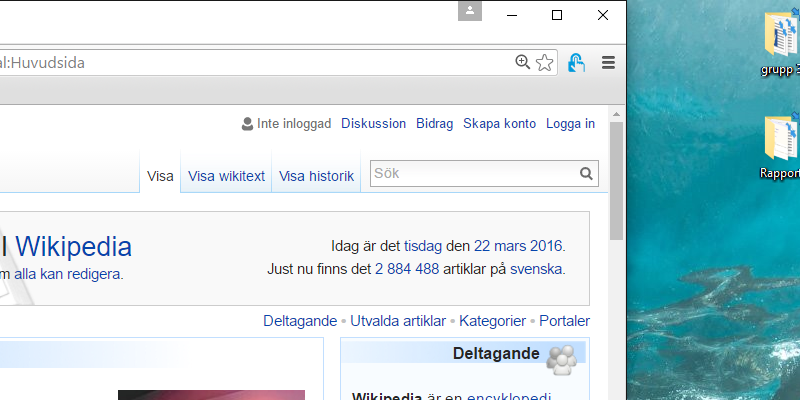 al:Huvudsida
Inte inloggad Diskussion Bidrag Skapa konto Logga in
Visa Visa wikitext Visa historik Sök
l Wikipedia
m alla kan redigera.
Idag är det tisdag den 22 mars 2016.
Just nu finns det 2 884 488 artiklar på svenska.
Deltagande • Utvalda artiklar • Kategorier • Portaler
Deltagande
Wikipedia är en encyklopedi
grupp 3
Rapport